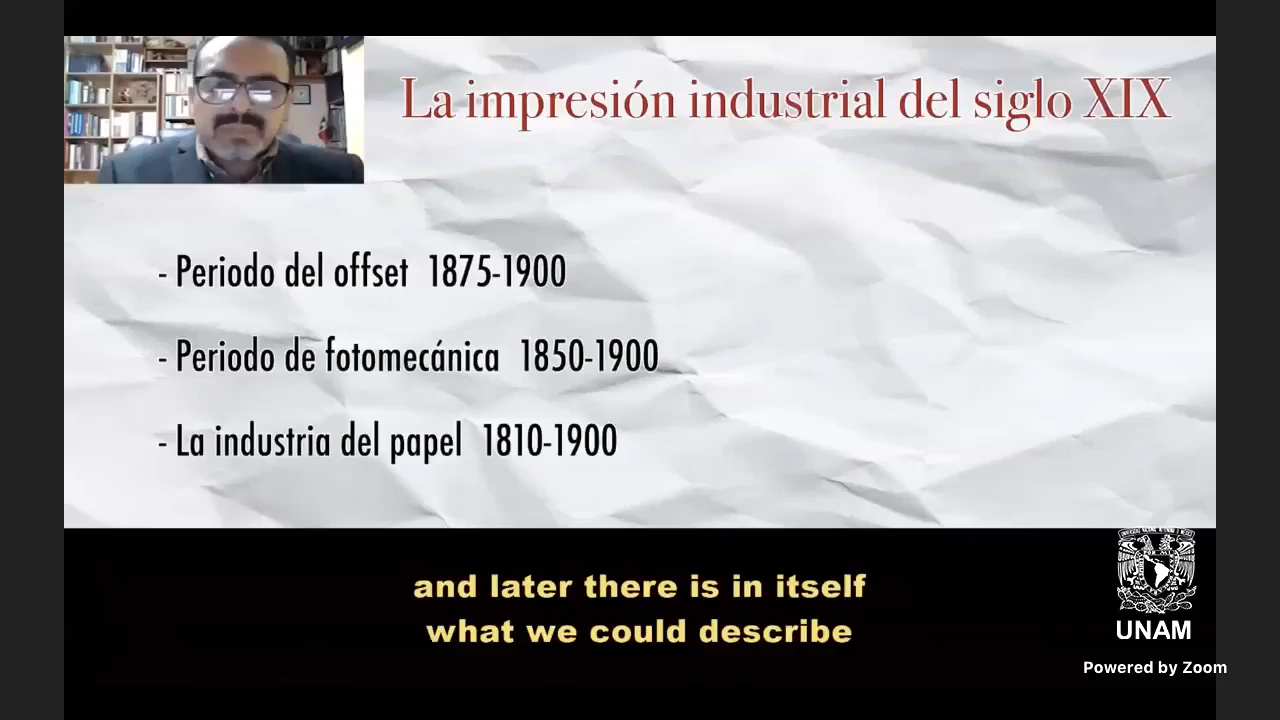 La impresión industrial del siglo XIX
- Periodo del offset 1875-1900
- Periodo de fotomecánica 1850-1900
- La industria del papel 1810-1900
and later there is in itself
what we could describe
UNAM
Powered by Zoom